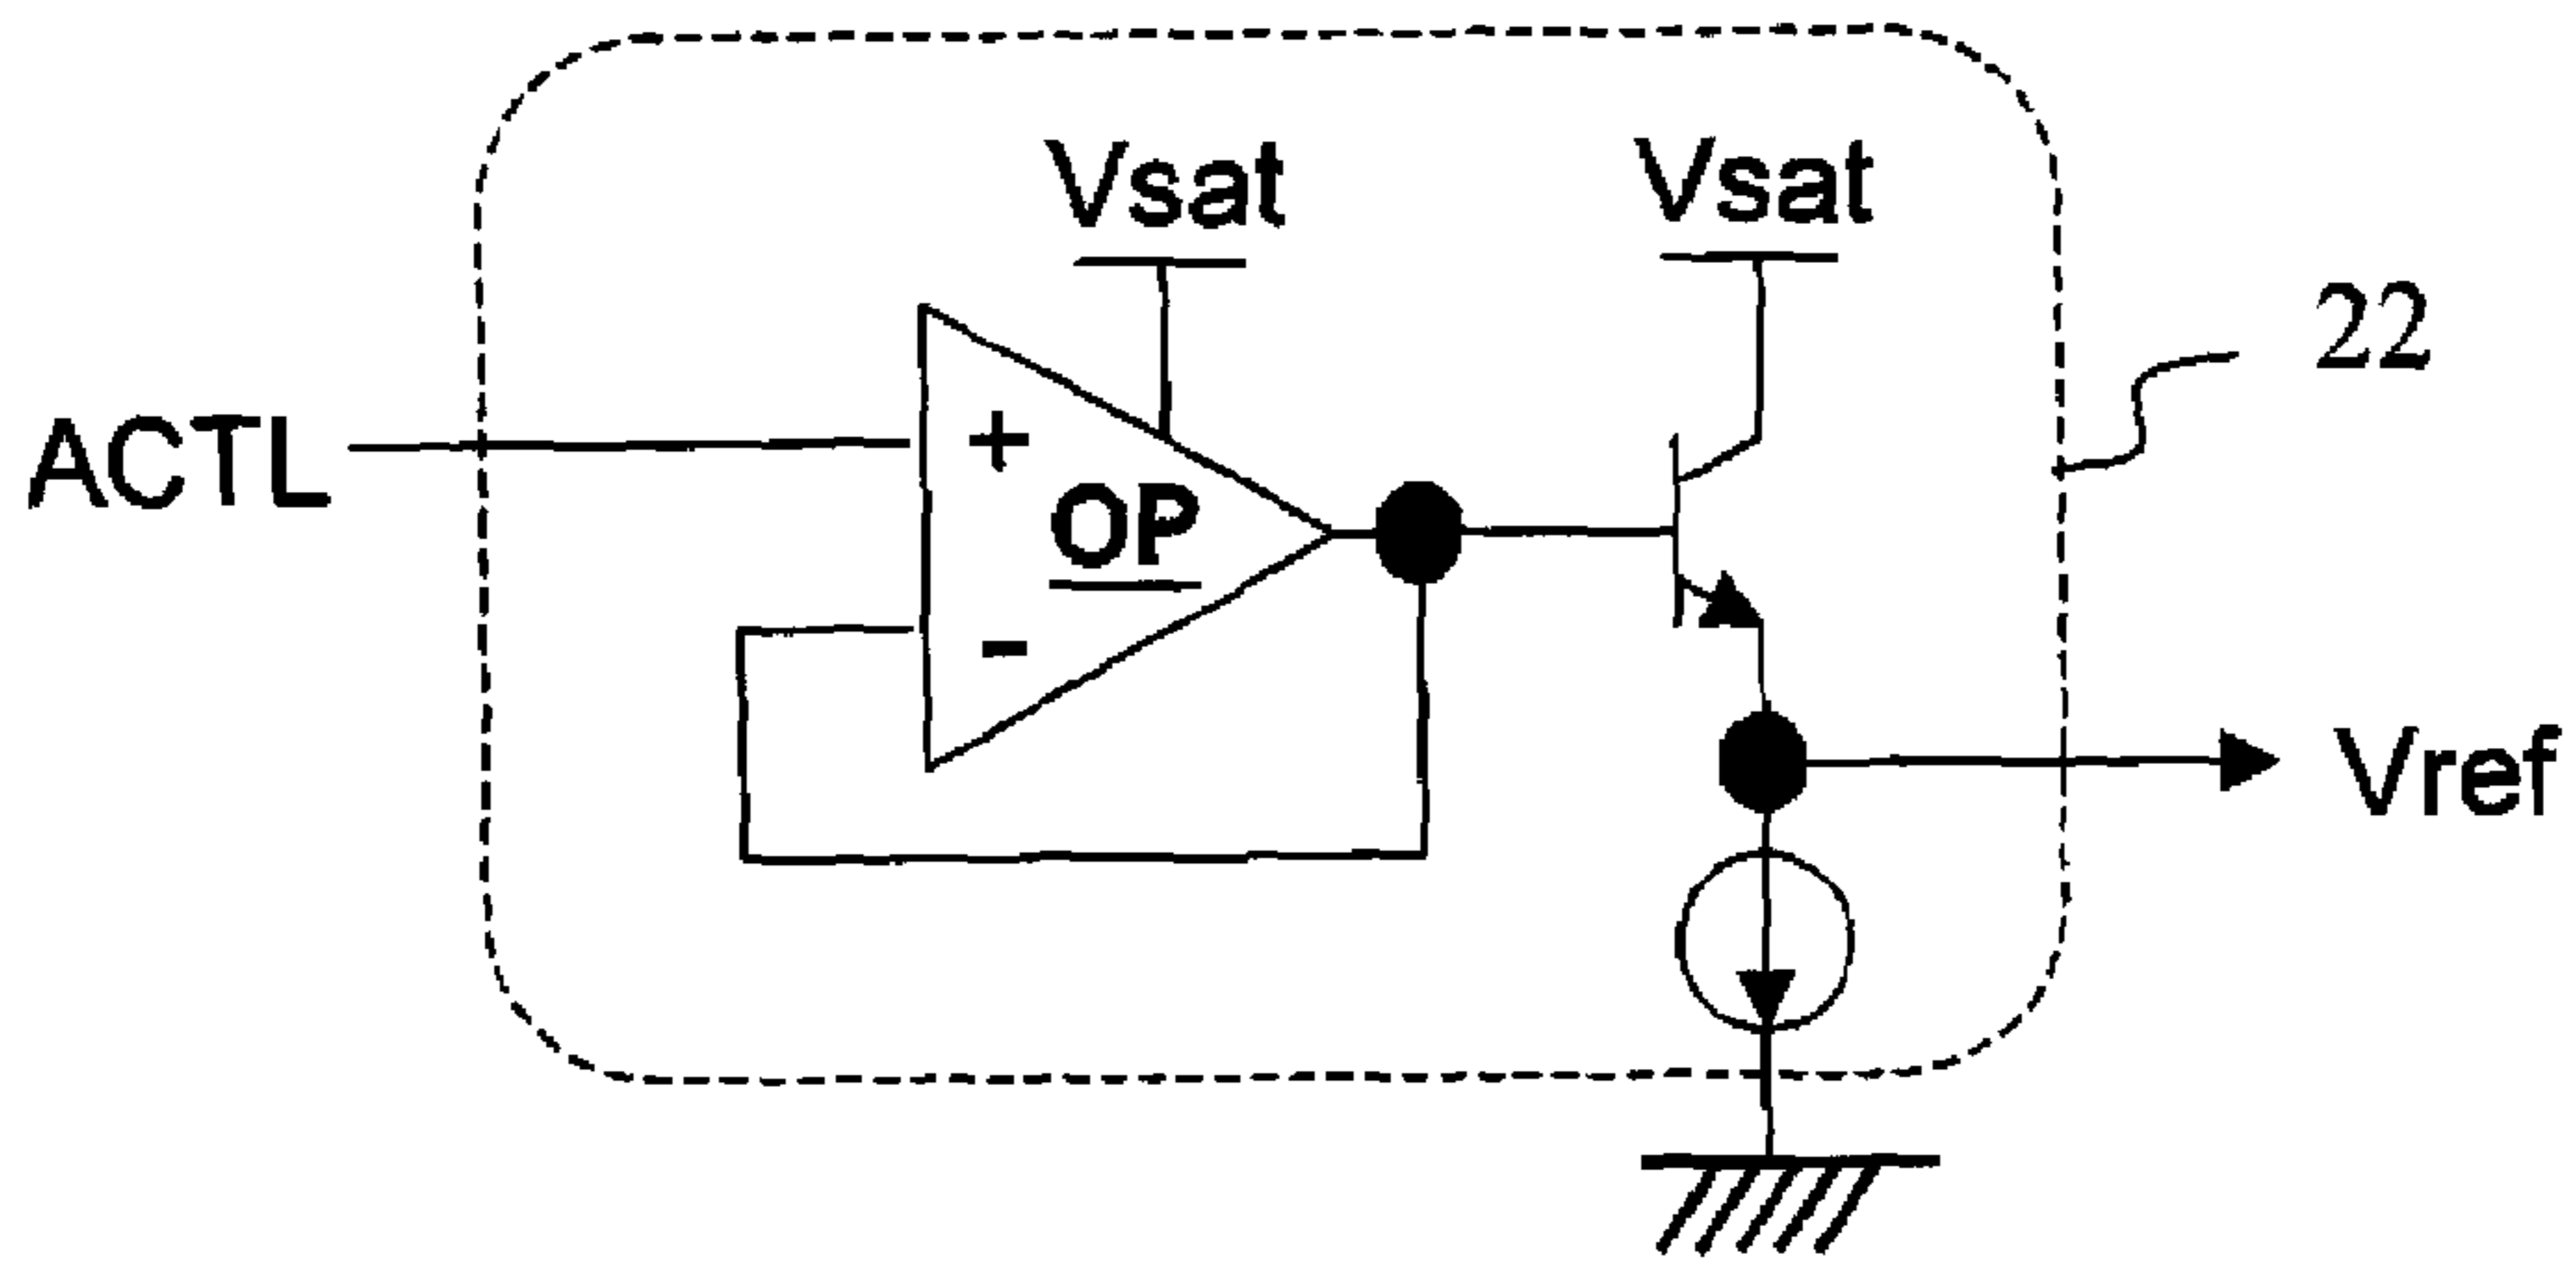 Vsat
Vsat
22
ACTL
+
OP
-
Vref